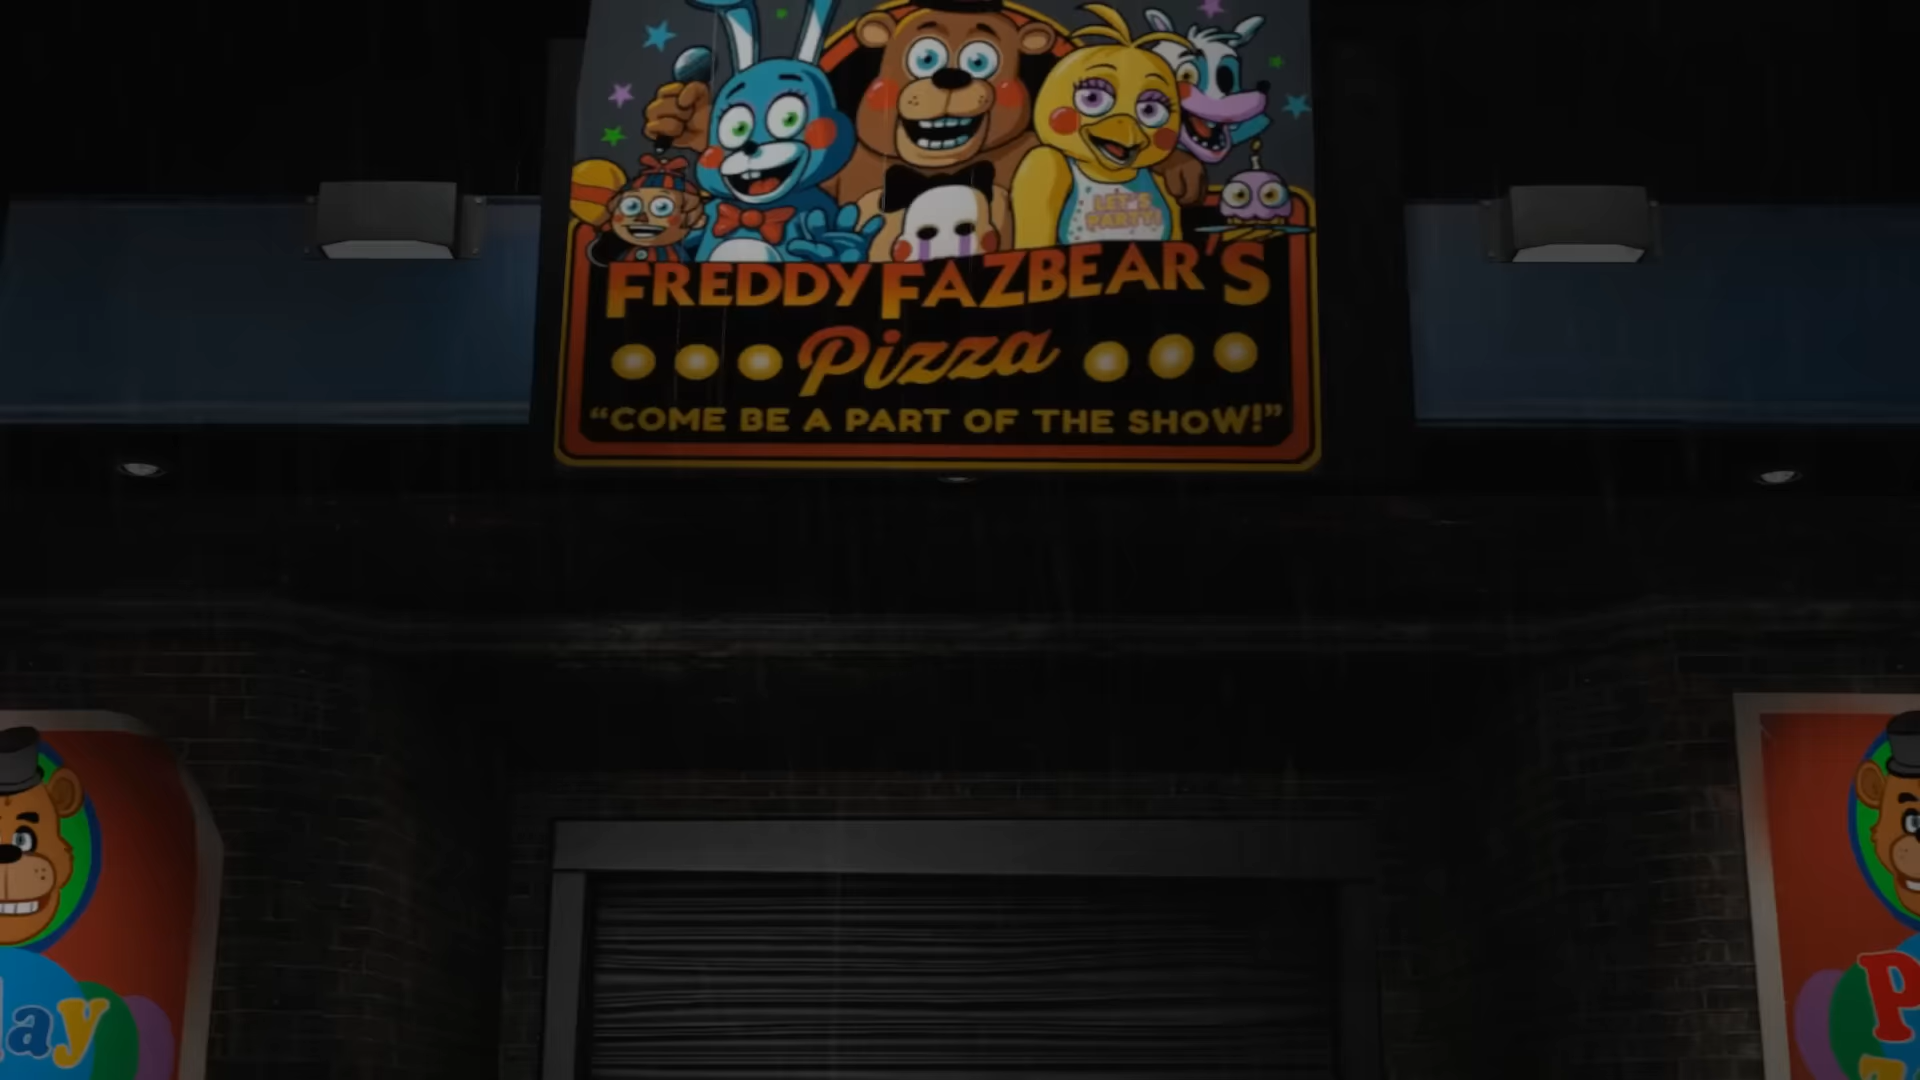 LET'S
PARTY!
FREDDY FAZBEAR'S
Pizza
"COME BE A PART OF THE SHOW!"
lay
P